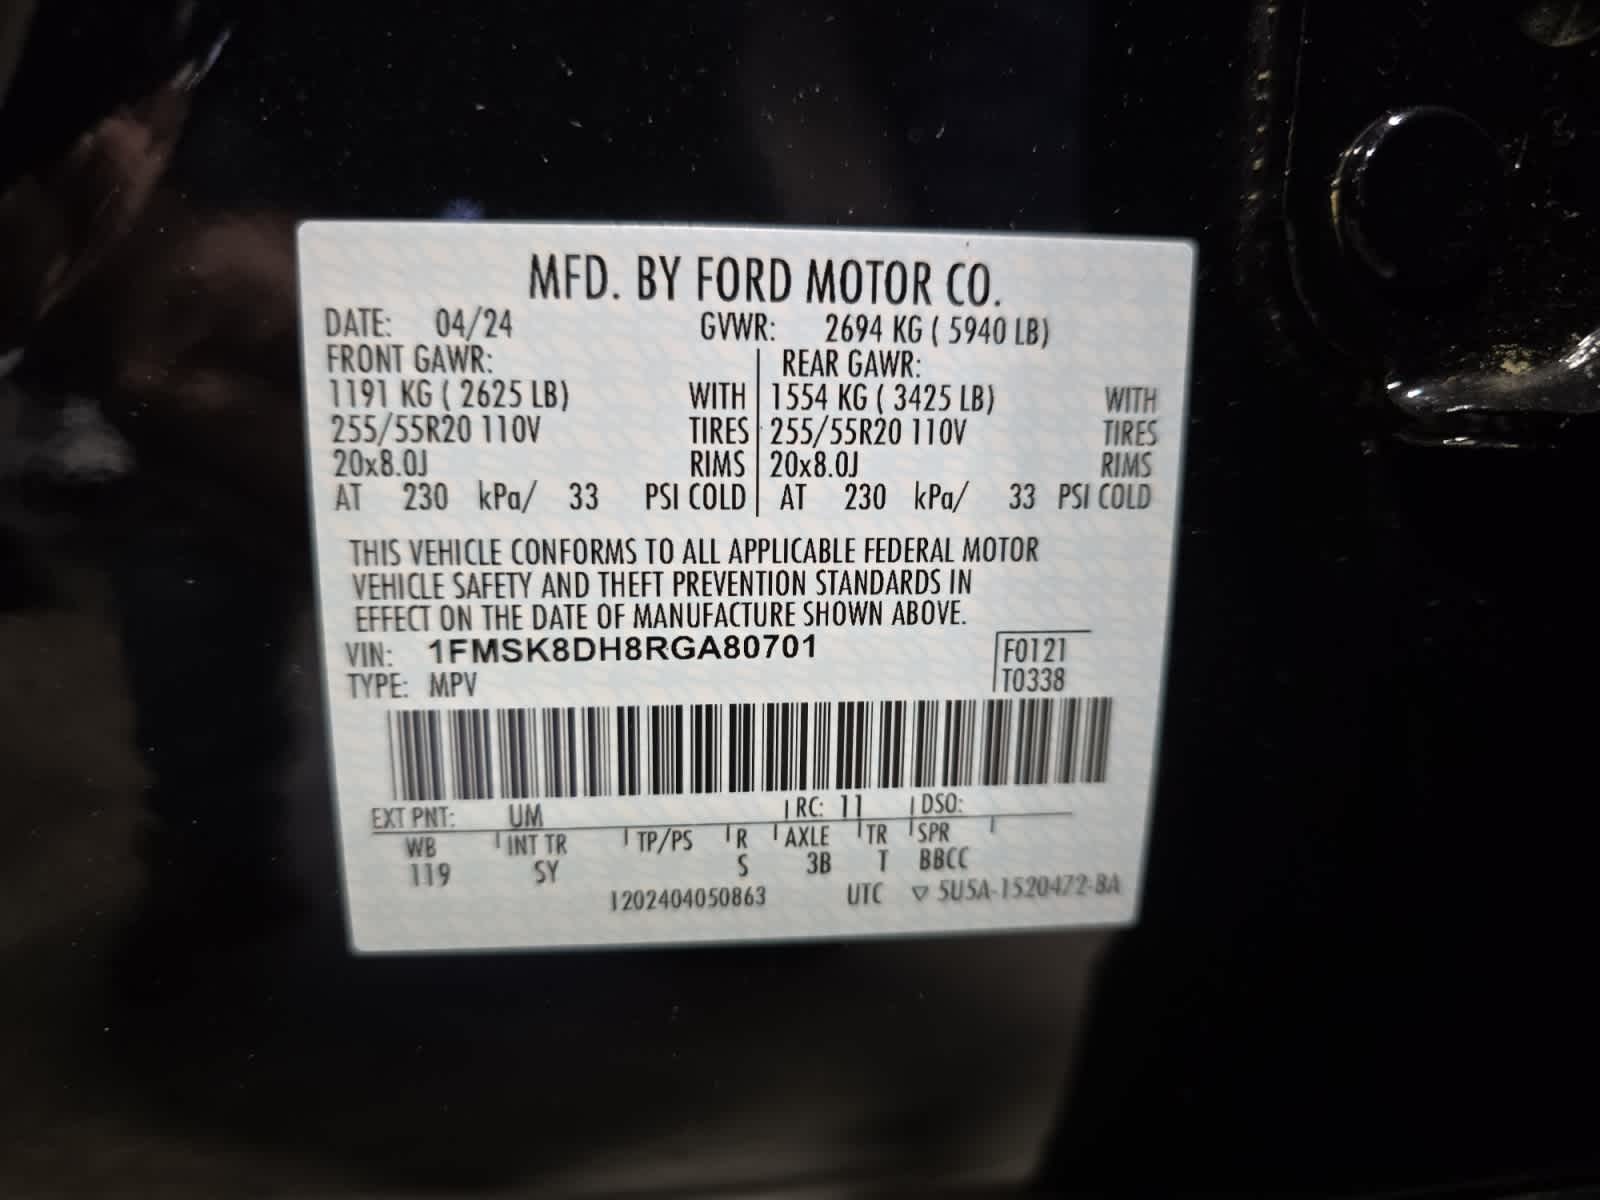 MFD. BY FORD MOTOR CO.
DATE: 04/24 GVWR: 2694 KG ( 5940 LB)
FRONT GAWR: REAR GAWR:
1191 KG ( 2625 LB) WITH 1554 KG ( 3425 LB) WITH
255/55R20 110V TIRES 255/55R20 110V TIRES
20x8.0J RIMS 20x8.0J RIMS
AT 230 kPa/ 33 PSI COLD AT 230 kPa/ 33 PSI COLD
THIS VEHICLE CONFORMS TO ALL APPLICABLE FEDERAL MOTOR
VEHICLE SAFETY AND THEFT PREVENTION STANDARDS IN
EFFECT ON THE DATE OF MANUFACTURE SHOWN ABOVE.
VIN: 1FMSK8DH8RGA80701 F0121
TYPE: MPV T0338
EXT PNT: UM RC: 11 DSO:
WB INT TR TP/PS R AXLE TR SPR
119 SY S 3B T BBCC
1202404050863 UTC ▽ 5U5A-1520472-BA